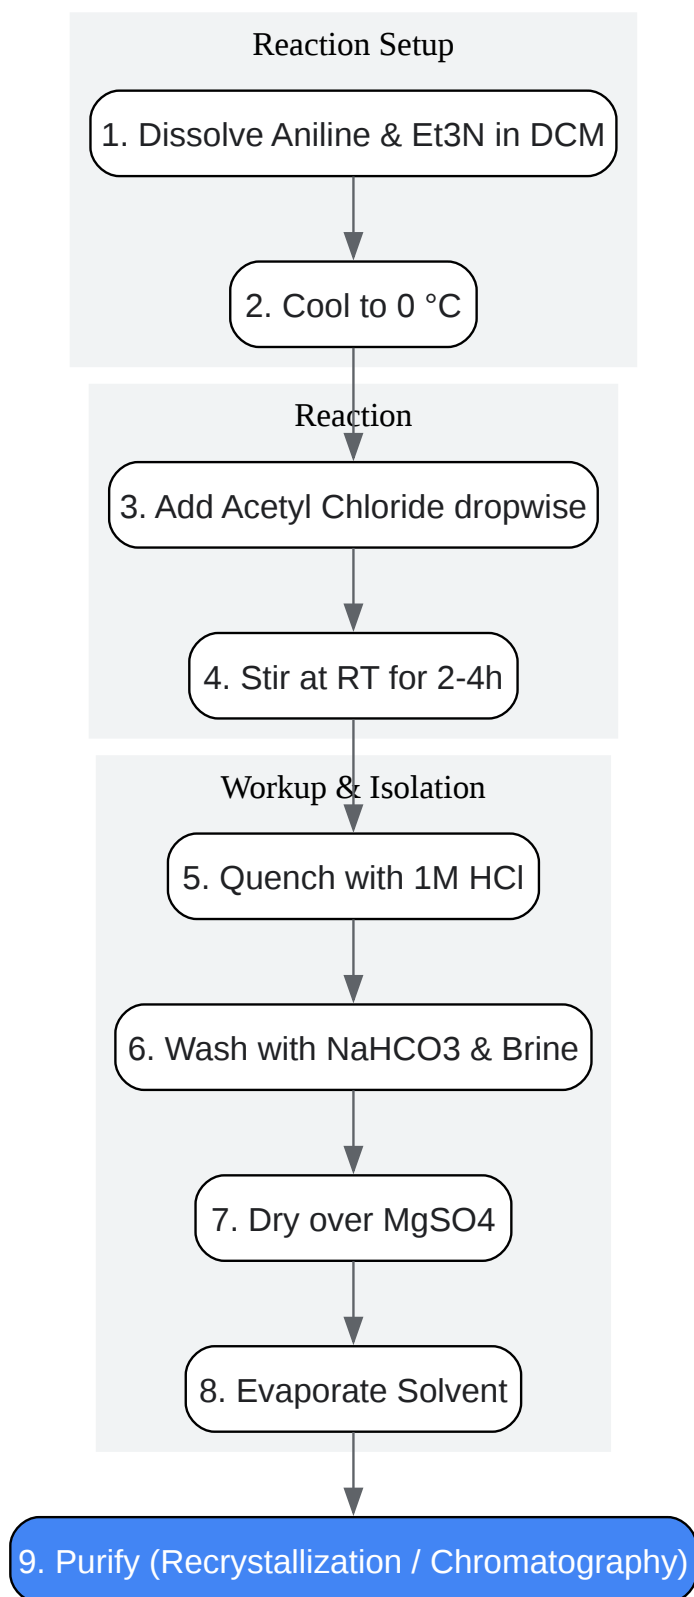 Reaction Setup
1. Dissolve Aniline & Et3N in DCM
2. Cool to 0 °C
Reaction
3. Add Acetyl Chloride dropwise
4. Stir at RT for 2-4h
Workup & Isolation
5. Quench with 1M HCl
6. Wash with NaHCO3 & Brine
7. Dry over MgSO4
8. Evaporate Solvent
9. Purify (Recrystallization / Chromatography)